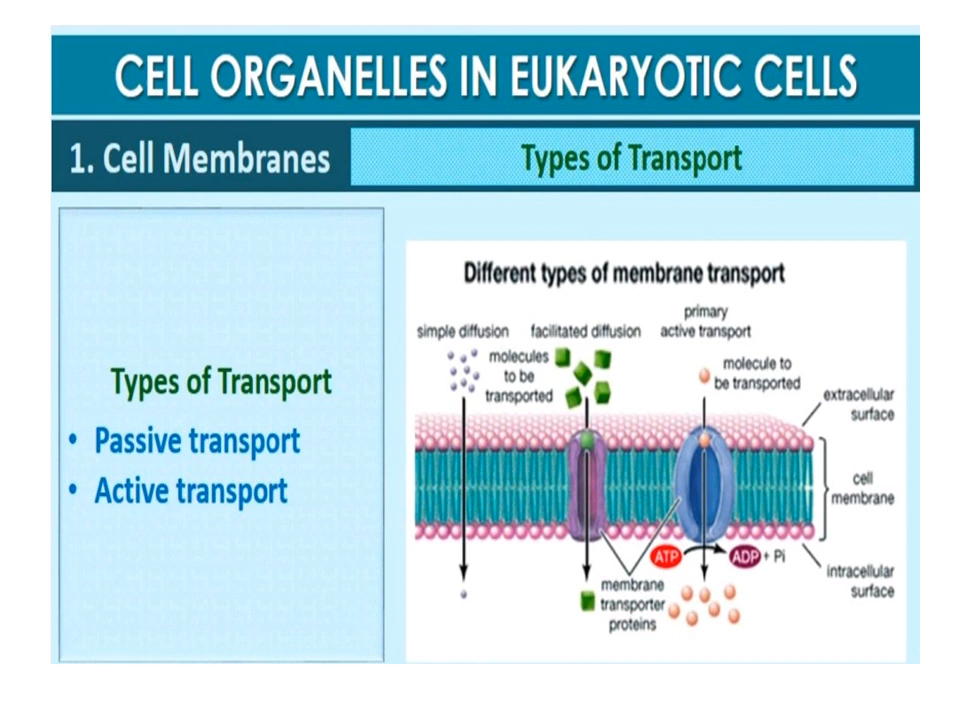 CELL ORGANELLES IN EUKARYOTIC CELLS
1. Cell Membranes
Types of Transport
Types of Transport
• Passive transport
• Active transport
Different types of membrane transport
simple diffusion
facilitated diffusion
primary
active transport
molecules
to be
transported
molecule to
be transported
extracellular
surface
cell
membrane
ATP
ADP + Pi
intracellular
surface
membrane
transporter
proteins